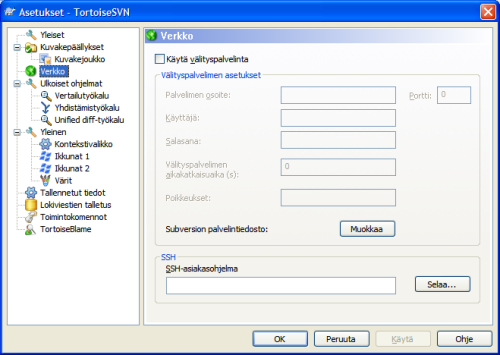 Asetukset - TortoiseSVN
Yleiset
Kuvakepäällykset
Kuvakejoukko
Verkko
Ulkoiset ohjelmat
Vertailutyökalu
Yhdistämistyökalu
Unified diff-työkalu
Yleinen
Kontekstivalikko
Ikkunat 1
Ikkunat 2
Värit
Tallennetut tiedot
Lokiviestien talletus
Toimintokomennot
TortoiseBlame
Verkko
Käytä välityspalvelinta
Välityspalvelimen asetukset
Palvelimen osoite:
Portti: 0
Käyttäjä:
Salasana:
Välityspalvelimen
aikakatkaisuaika (s): 0
Poikkeukset:
Subversion palvelintiedosto: Muokkaa
SSH
SSH-asiakasohjelma
Selaa...
OK Peruuta Käytä Ohje